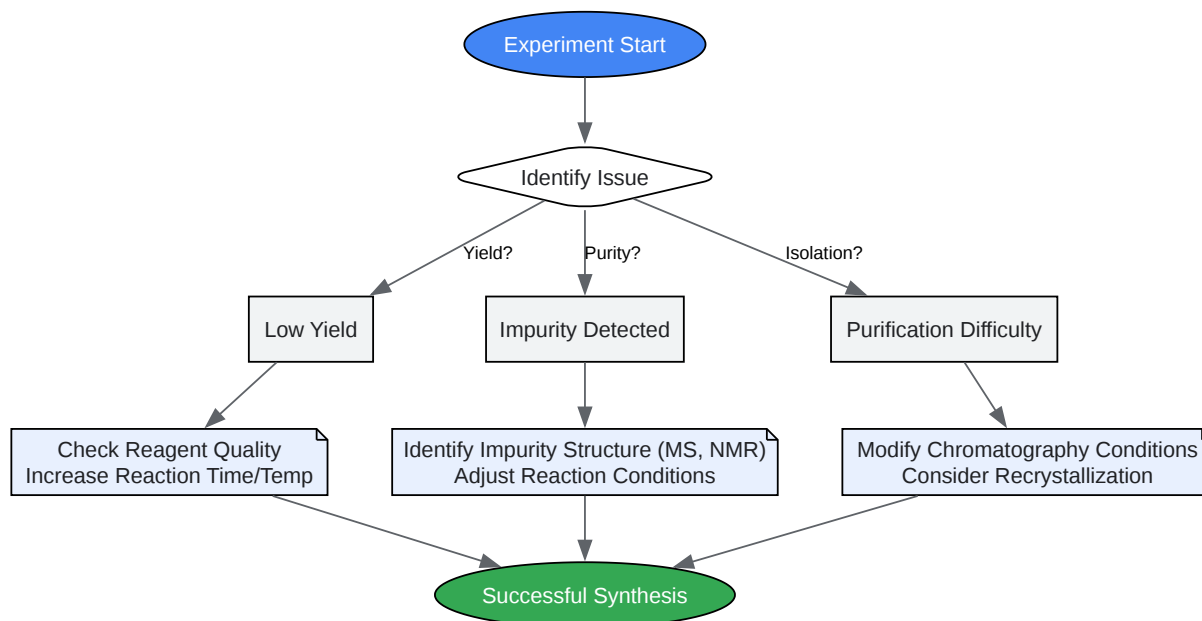 Experiment Start
Identify Issue
Yield?
Purity?
Isolation?
Low Yield
Impurity Detected
Purification Difficulty
Check Reagent Quality
Increase Reaction Time/Temp
Identify Impurity Structure (MS, NMR)
Adjust Reaction Conditions
Modify Chromatography Conditions
Consider Recrystallization
Successful Synthesis